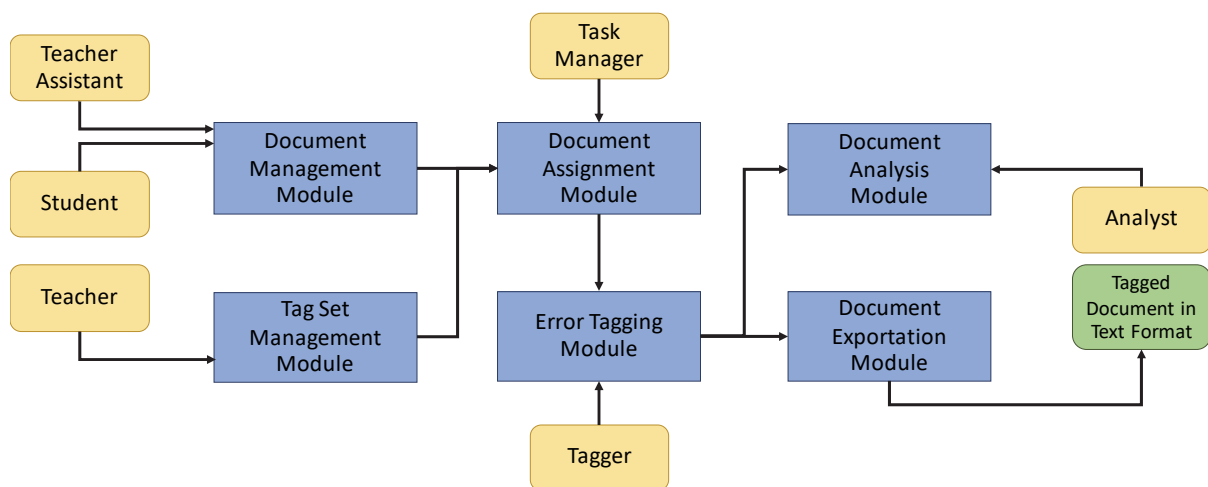 Teacher
Assistant
Task
Manager
Document
Management
Module
Document
Assignment
Module
Document
Analysis
Module
Student
Analyst
Teacher
Tag Set
Management
Module
Error Tagging
Module
Document
Exportation
Module
Tagged
Document in
Text Format
Tagger